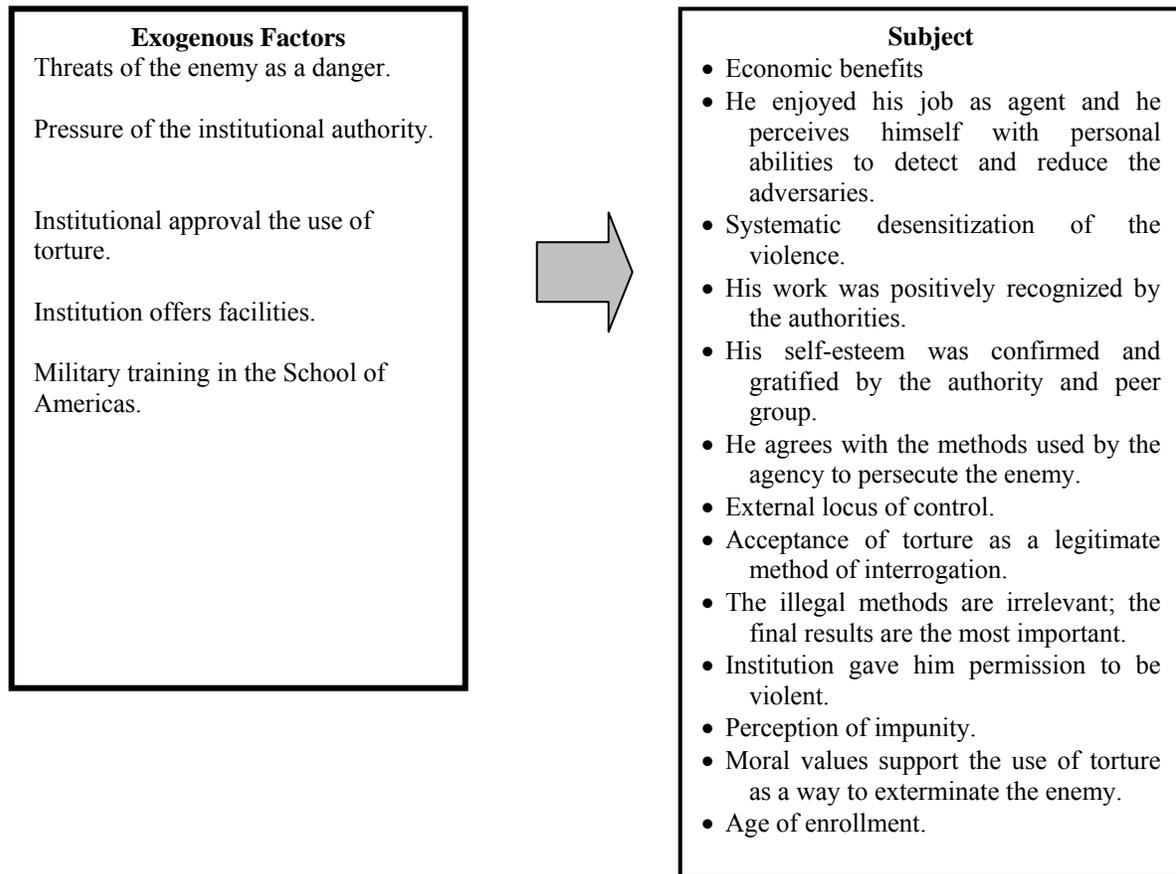 Exogenous Factors
Threats of the enemy as a danger.
Pressure of the institutional authority.
Institutional approval the use of
torture.
Institution offers facilities.
Military training in the School of
Americas.
Subject
• Economic benefits
• He enjoyed his job as agent and he
perceives himself with personal
abilities to detect and reduce the
adversaries.
• Systematic desensitization of the
violence.
• His work was positively recognized by
the authorities.
• His self-esteem was confirmed and
gratified by the authority and peer
group.
• He agrees with the methods used by the
agency to persecute the enemy.
• External locus of control.
• Acceptance of torture as a legitimate
method of interrogation.
• The illegal methods are irrelevant; the
final results are the most important.
• Institution gave him permission to be
violent.
• Perception of impunity.
• Moral values support the use of torture
as a way to exterminate the enemy.
• Age of enrollment.